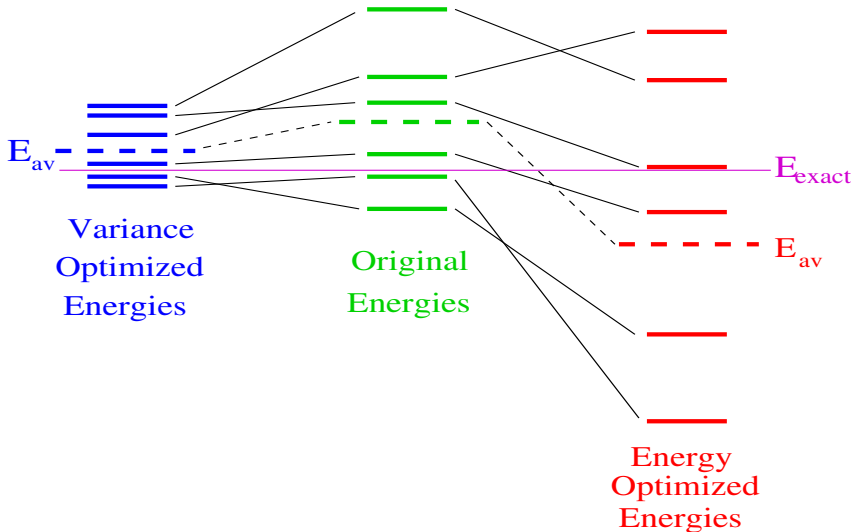 E_av
E_exact
Variance
Optimized
Energies
Original
Energies
E_av
Energy
Optimized
Energies